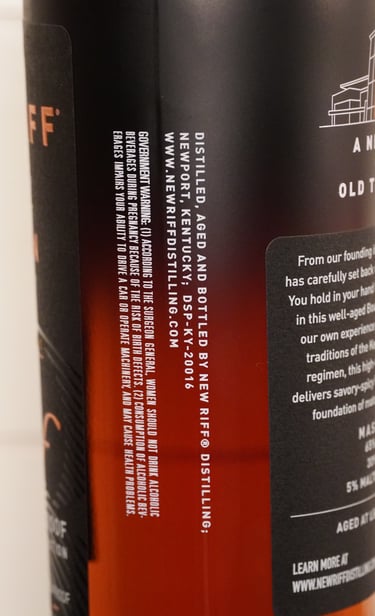 FF®
OOF
DISTILLED, AGED AND BOTTLED BY NEW RIFF® DISTILLING;
NEWPORT, KENTUCKY; DSP-KY-20016
WWW.NEWRIFFDISTILLING.COM
GOVERNMENT WARNING: (1) ACCORDING TO THE SURGEON GENERAL, WOMEN SHOULD NOT DRINK ALCOHOLIC
BEVERAGES DURING PREGNANCY BECAUSE OF THE RISK OF BIRTH DEFECTS. (2) CONSUMPTION OF ALCOHOLIC BEV-
ERAGES IMPAIRS YOUR ABILITY TO DRIVE A CAR OR OPERATE MACHINERY, AND MAY CAUSE HEALTH PROBLEMS.
A N
OLD T
From our founding
has carefully set back
You hold in your hand
in this well-aged
our own experience
traditions of the
regimen, this high-
delivers savory-spicy
foundation of
MAS
5% MALT
AGED AT
LEARN MORE AT
WWW.NEWRIFFDISTILLING.